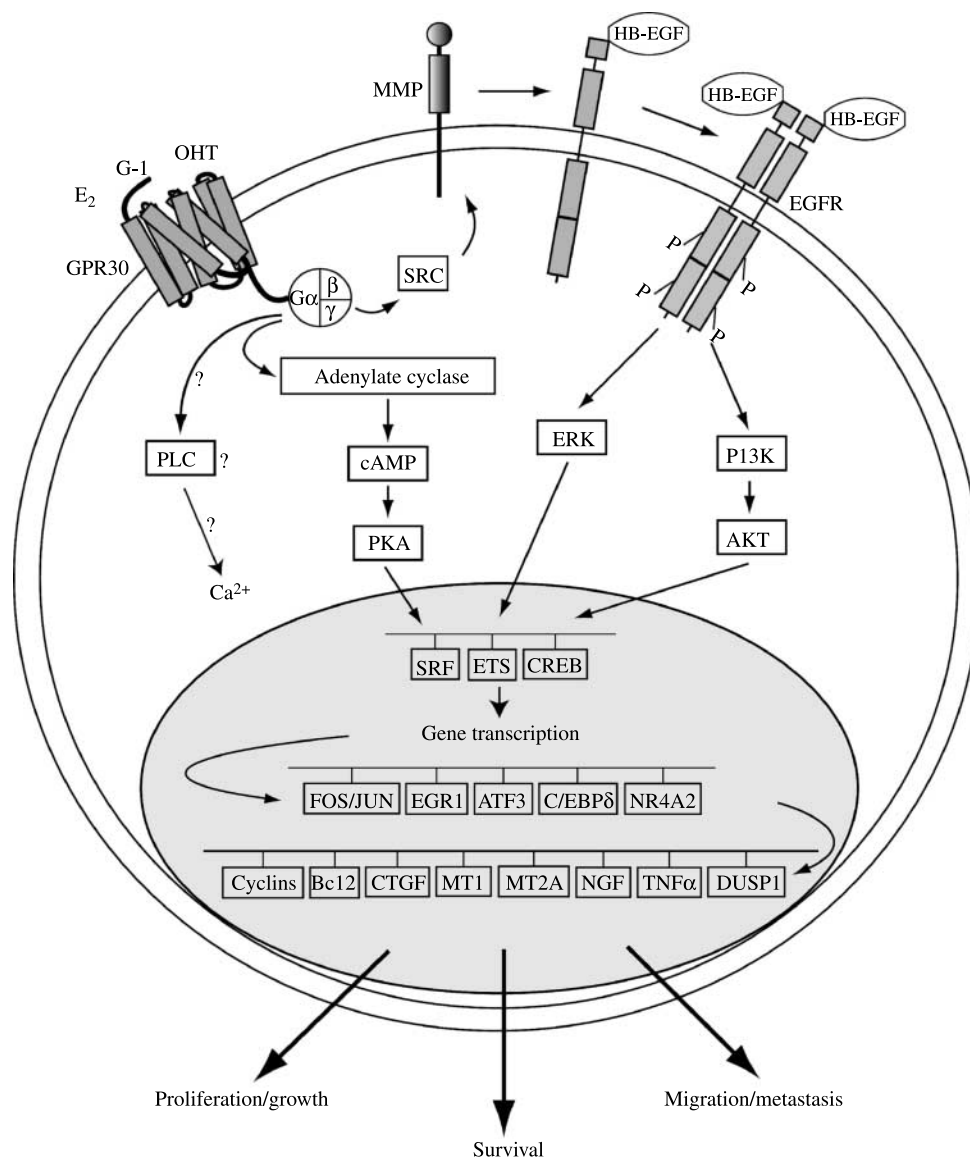 HB-EGF
MMP
HB-EGF
HB-EGF
OHT
G-1
E2
EGFR
GPR30
P
SRC
Gα
β
γ
P
P
P
?
Adenylate cyclase
ERK
PLC
?
cAMP
P13K
?
PKA
AKT
Ca2+
SRF
ETS
CREB
Gene transcription
FOS/JUN
EGR1
ATF3
C/EBPδ
NR4A2
Cyclins
Bc12
CTGF
MT1
MT2A
NGF
TNFα
DUSP1
Proliferation/growth
Migration/metastasis
Survival